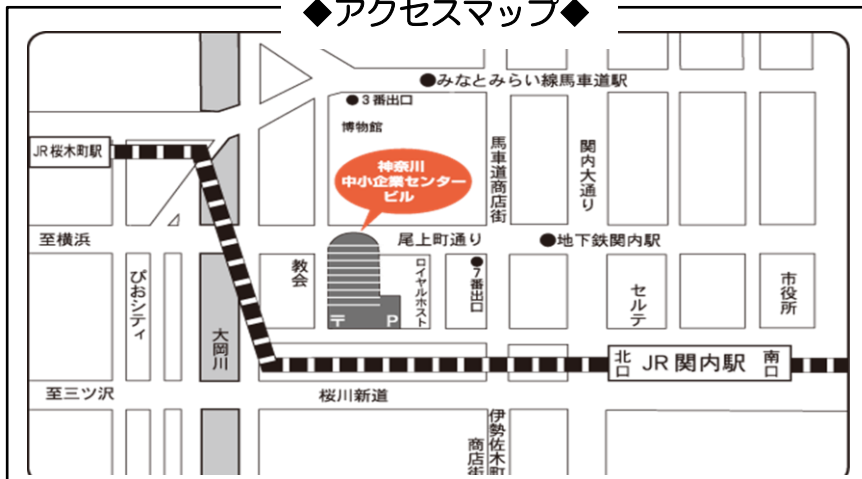 ◆アクセスマップ◆
●みなとみらい線馬車道駅
●3番出口
博物館
JR桜木町駅
神奈川
中小企業センター
ビル
馬車道商店街
関内大通り
至横浜
尾上町通り
●地下鉄関内駅
ぴおシティ
教会
ロイヤルホスト
●7番出口
セルテ
市役所
〒 P
大岡川
北口 JR関内駅 南口
至三ツ沢
桜川新道
伊勢佐木町
商店街